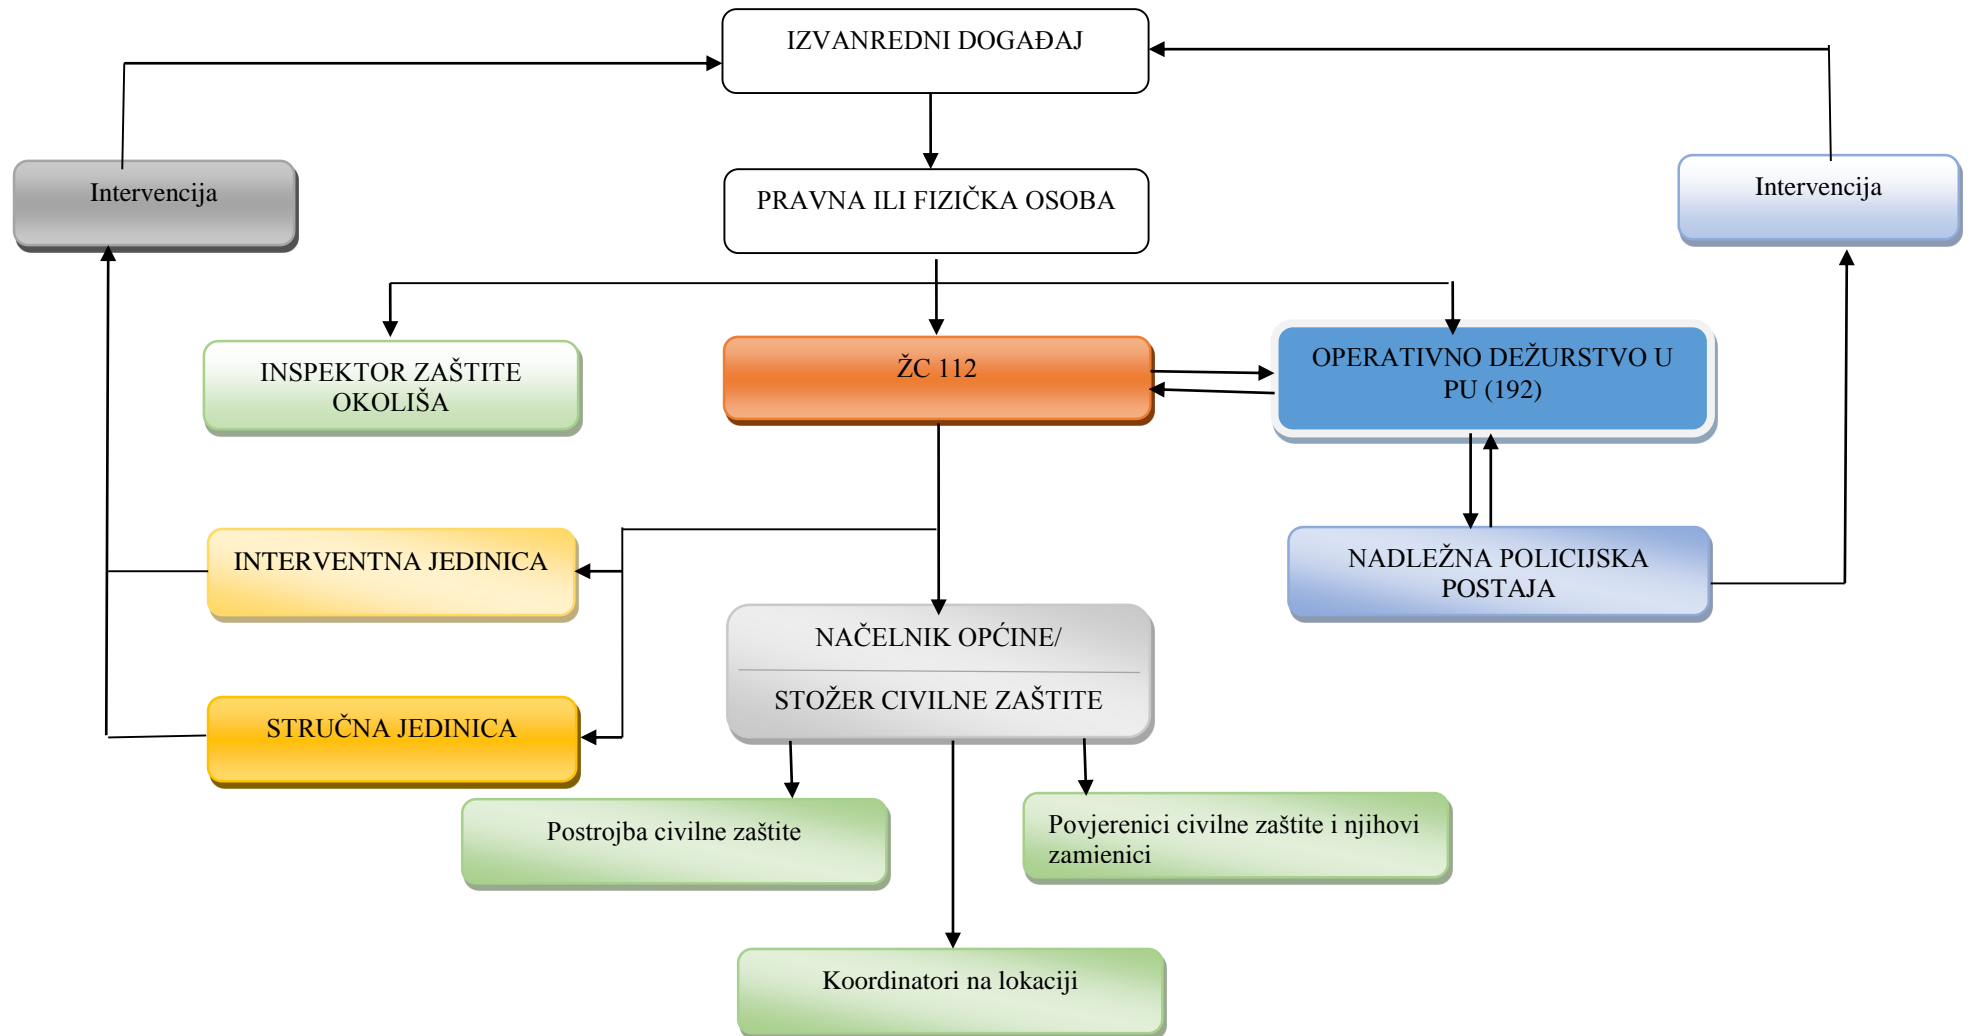 IZVANREDNI DOGAĐAJ
Intervencija
PRAVNA ILI FIZIČKA OSOBA
Intervencija
INSPEKTOR ZAŠTITE
OKOLIŠA
ŽC 112
OPERATIVNO DEŽURSTVO U
PU (192)
INTERVENTNA JEDINICA
NADLEŽNA POLICIJSKA
POSTAJA
NAČELNIK OPĆINE/
STOŽER CIVILNE ZAŠTITE
STRUČNA JEDINICA
Postrojba civilne zaštite
Povjerenici civilne zaštite i njihovi
zamjenici
Koordinatori na lokaciji